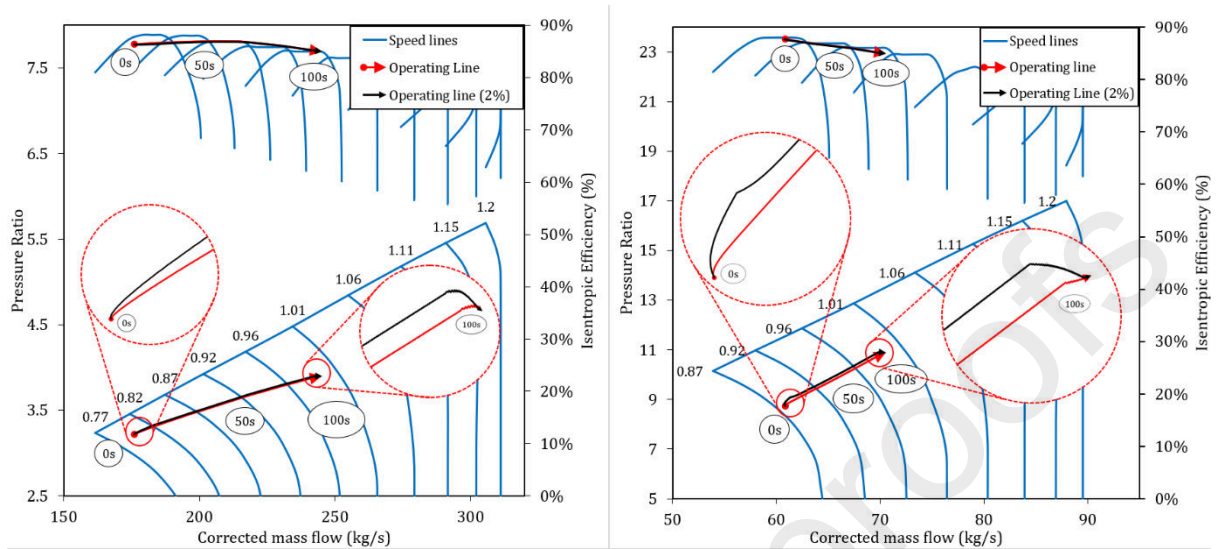 7.5
6.5
5.5
4.5
3.5
2.5
Pressure Ratio
150
200
250
300
Corrected mass flow (kg/s)
90%
80%
70%
60%
50%
40%
30%
20%
10%
0%
Isentropic Efficiency (%)
Speed lines
Operating Line
Operating line (2%)
0s
50s
100s
1.2
1.15
1.11
1.06
1.01
0.96
0.92
0.87
0.82
0.77
0s
100s
0s
50s
100s
23
21
19
17
15
13
11
9
7
5
Pressure Ratio
50
60
70
80
90
Corrected mass flow (kg/s)
90%
80%
70%
60%
50%
40%
30%
20%
10%
0%
Isentropic Efficiency (%)
Speed lines
Operating Line
Operating Line (2%)
0s
50s
100s
1.2
1.15
1.11
1.06
1.01
0.96
0.92
0.87
0s
100s
0s
50s
100s
roofs